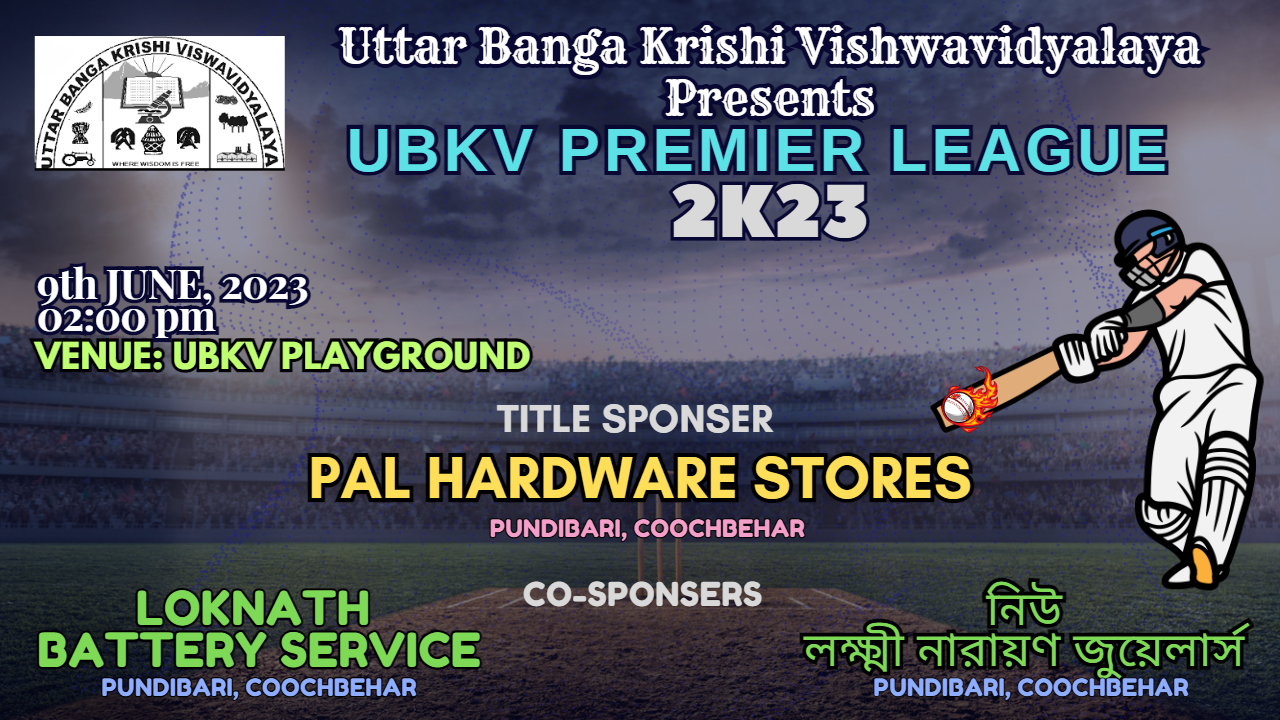 UTTAR BANGA KRISHI VISWAVIDYALAYA
WHERE WISDOM IS FREE
Uttar Banga Krishi Vishwavidyalaya
Presents
UBKV PREMIER LEAGUE
2K23
9th JUNE, 2023
02:00 pm
VENUE: UBKV PLAYGROUND
TITLE SPONSER
PAL HARDWARE STORES
PUNDIBARI, COOCHBEHAR
CO-SPONSERS
LOKNATH
BATTERY SERVICE
PUNDIBARI, COOCHBEHAR
নিউ
লক্ষ্মী নারায়ণ জুয়েলার্স
PUNDIBARI, COOCHBEHAR